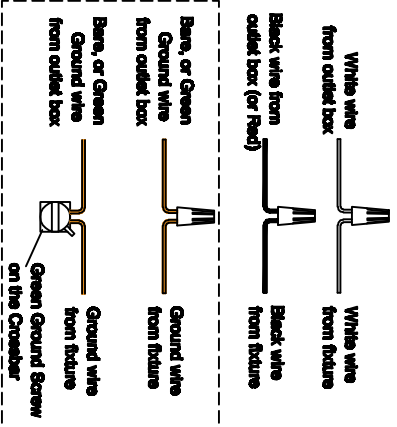 White wire
from outlet box
White wire
from fixture
Black wire from
outlet box (or Red)
Black wire
from fixture
Bare, or Green
Ground wire
from outlet box
Ground wire
from fixture
Bare, or Green
Ground wire
from outlet box
Ground wire
from fixture
Green Ground Screw
on the Crossbar